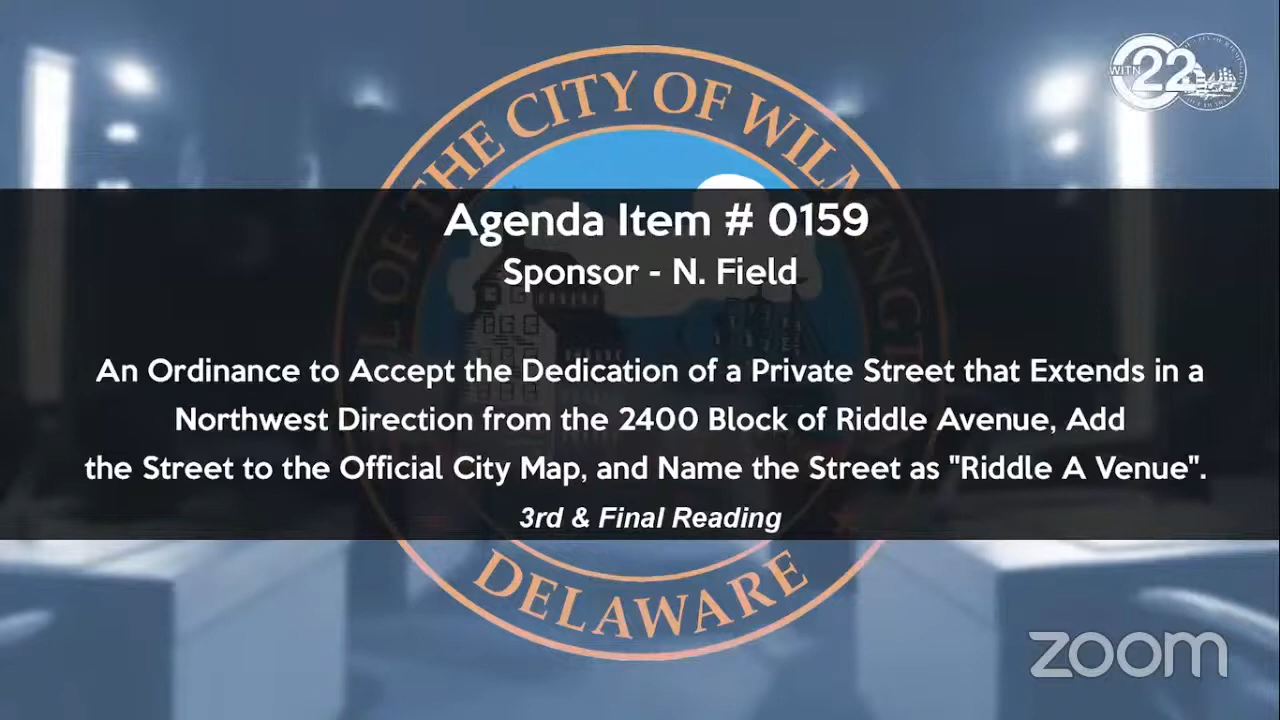 WITN
22
OF THE CITY OF WILMINGT
Agenda Item # 0159
Sponsor - N. Field
An Ordinance to Accept the Dedication of a Private Street that Extends in a
Northwest Direction from the 2400 Block of Riddle Avenue, Add
the Street to the Official City Map, and Name the Street as "Riddle A Venue".
3rd & Final Reading
DELAWARE
zoom